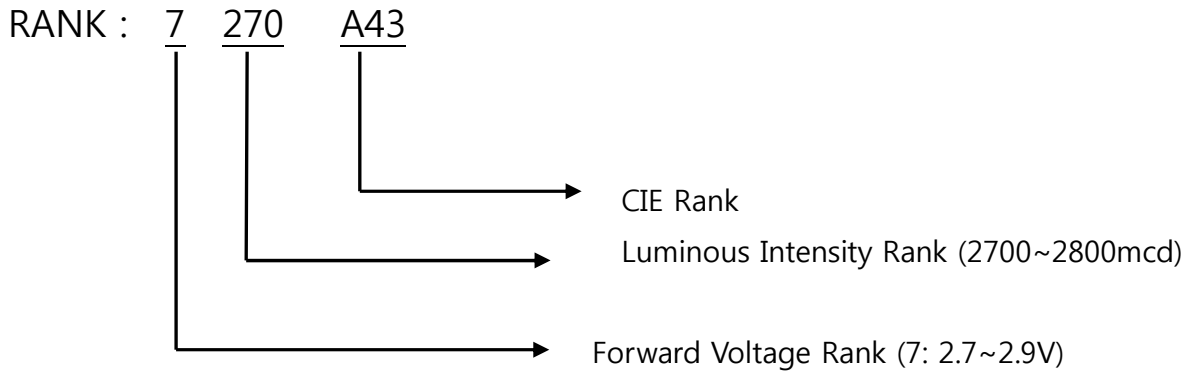 RANK : 7 270 A43
CIE Rank
Luminous Intensity Rank (2700~2800mcd)
Forward Voltage Rank (7: 2.7~2.9V)